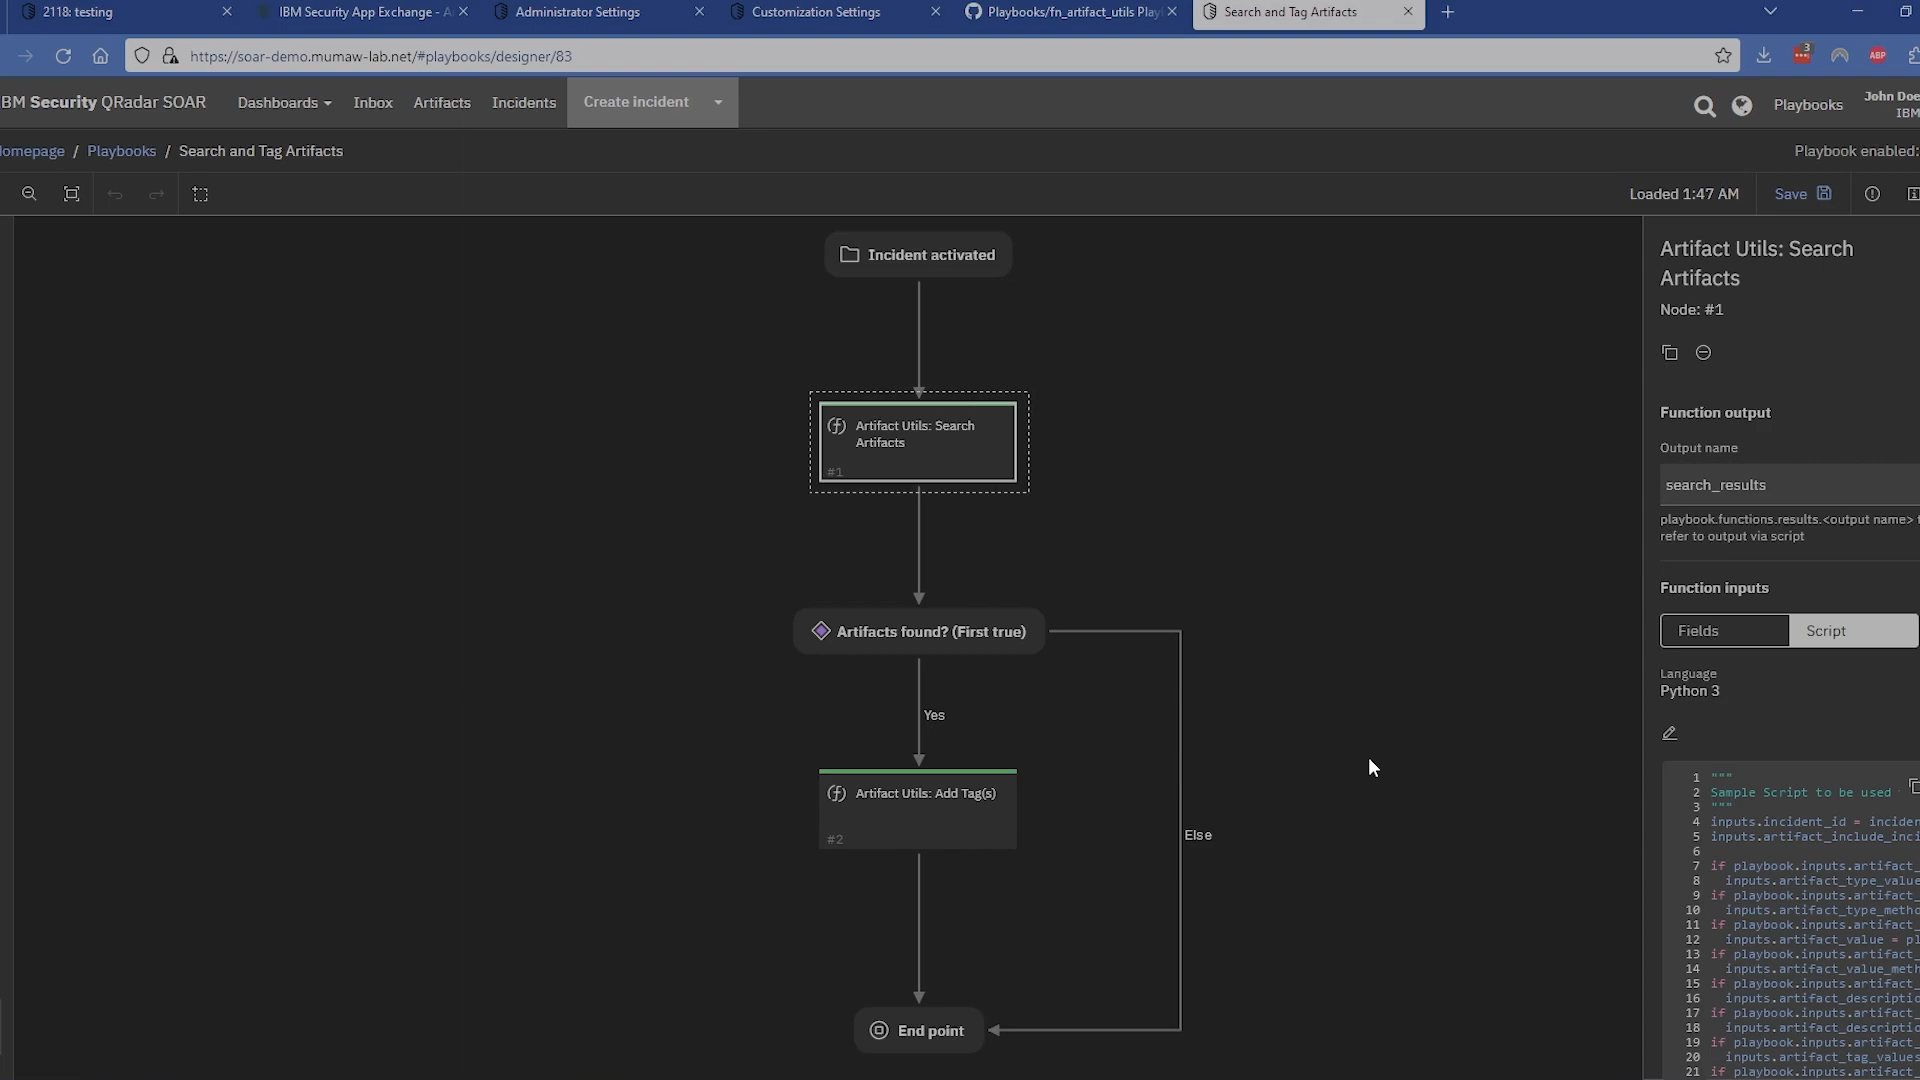 2118: testing
IBM Security App Exchange - A
Administrator Settings
Customization Settings
Playbooks/fn_artifact_utils Play
Search and Tag Artifacts
https://soar-demo.mumaw-lab.net/#playbooks/designer/83
3
ABP
BM Security QRadar SOAR
Dashboards
Inbox
Artifacts
Incidents
Create incident
Playbooks
John Doe
IBM
omepage / Playbooks / Search and Tag Artifacts
Playbook enabled:
Loaded 1:47 AM
Save
Incident activated
Artifact Utils: Search
Artifacts
#1
Artifacts found? (First true)
Yes
Else
Artifact Utils: Add Tag(s)
#2
End point
Artifact Utils: Search
Artifacts
Node: #1
Function output
Output name
search_results
playbook.functions.results.<output name>
refer to output via script
Function inputs
Fields
Script
Language
Python 3
1 """
2 Sample Script to be used
3 """
4 inputs.incident_id = inciden
5 inputs.artifact_include_inci
6
7 if playbook.inputs.artifact_
8 inputs.artifact_type_value
9 if playbook.inputs.artifact_
10 inputs.artifact_type_metho
11 if playbook.inputs.artifact_
12 inputs.artifact_value = pl
13 if playbook.inputs.artifact_
14 inputs.artifact_value_meth
15 if playbook.inputs.artifact_
16 inputs.artifact_descriptio
17 if playbook.inputs.artifact_
18 inputs.artifact_descriptio
19 if playbook.inputs.artifact_
20 inputs.artifact_tag_values
21 if playbook.inputs.artifact_